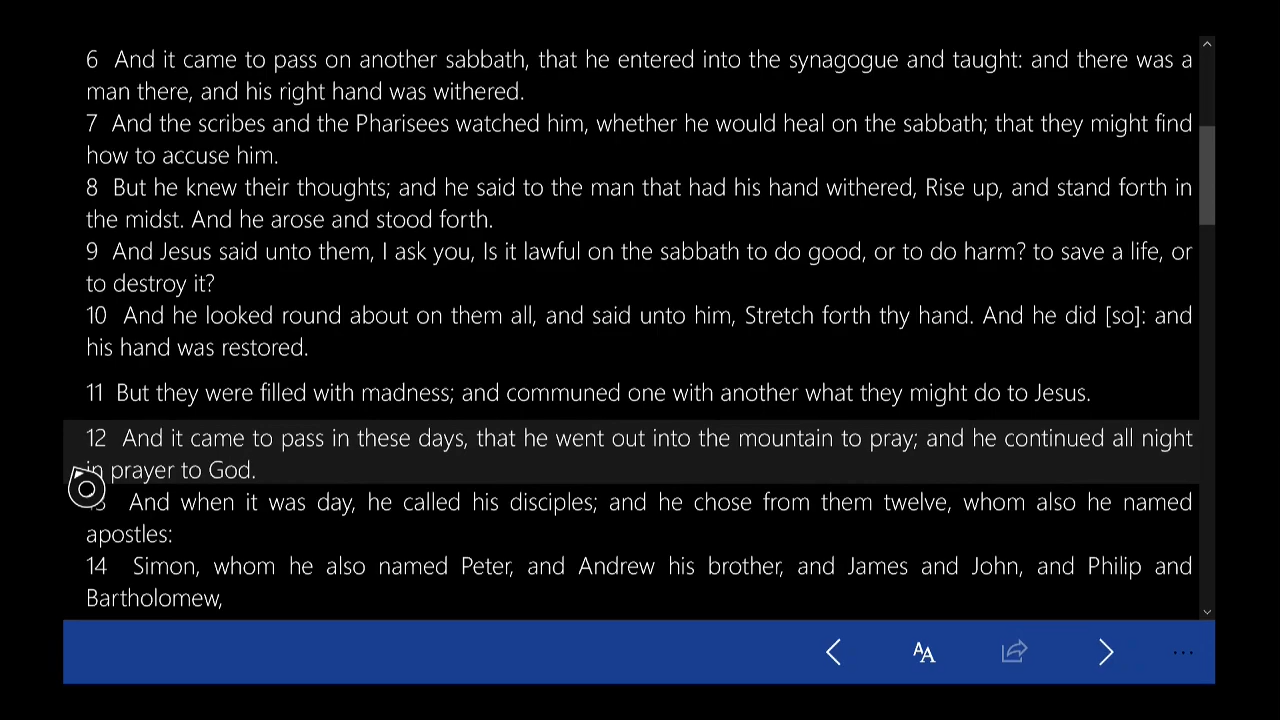 6 And it came to pass on another sabbath, that he entered into the synagogue and taught: and there was a
man there, and his right hand was withered.
7 And the scribes and the Pharisees watched him, whether he would heal on the sabbath; that they might find
how to accuse him.
8 But he knew their thoughts; and he said to the man that had his hand withered, Rise up, and stand forth in
the midst. And he arose and stood forth.
9 And Jesus said unto them, I ask you, Is it lawful on the sabbath to do good, or to do harm? to save a life, or
to destroy it?
10 And he looked round about on them all, and said unto him, Stretch forth thy hand. And he did [so]: and
his hand was restored.
11 But they were filled with madness; and communed one with another what they might do to Jesus.
12 And it came to pass in these days, that he went out into the mountain to pray; and he continued all night
in prayer to God.
And when it was day, he called his disciples; and he chose from them twelve, whom also he named
apostles:
14 Simon, whom he also named Peter, and Andrew his brother, and James and John, and Philip and
Bartholomew,
AA